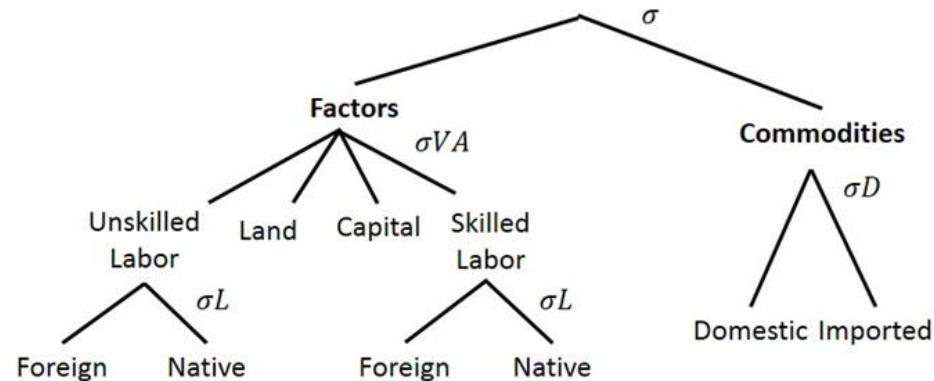 σ
Factors
Commodities
σVA
σD
Unskilled
Labor
Land
Capital
Skilled
Labor
σL
σL
Domestic Imported
Foreign
Native
Foreign
Native